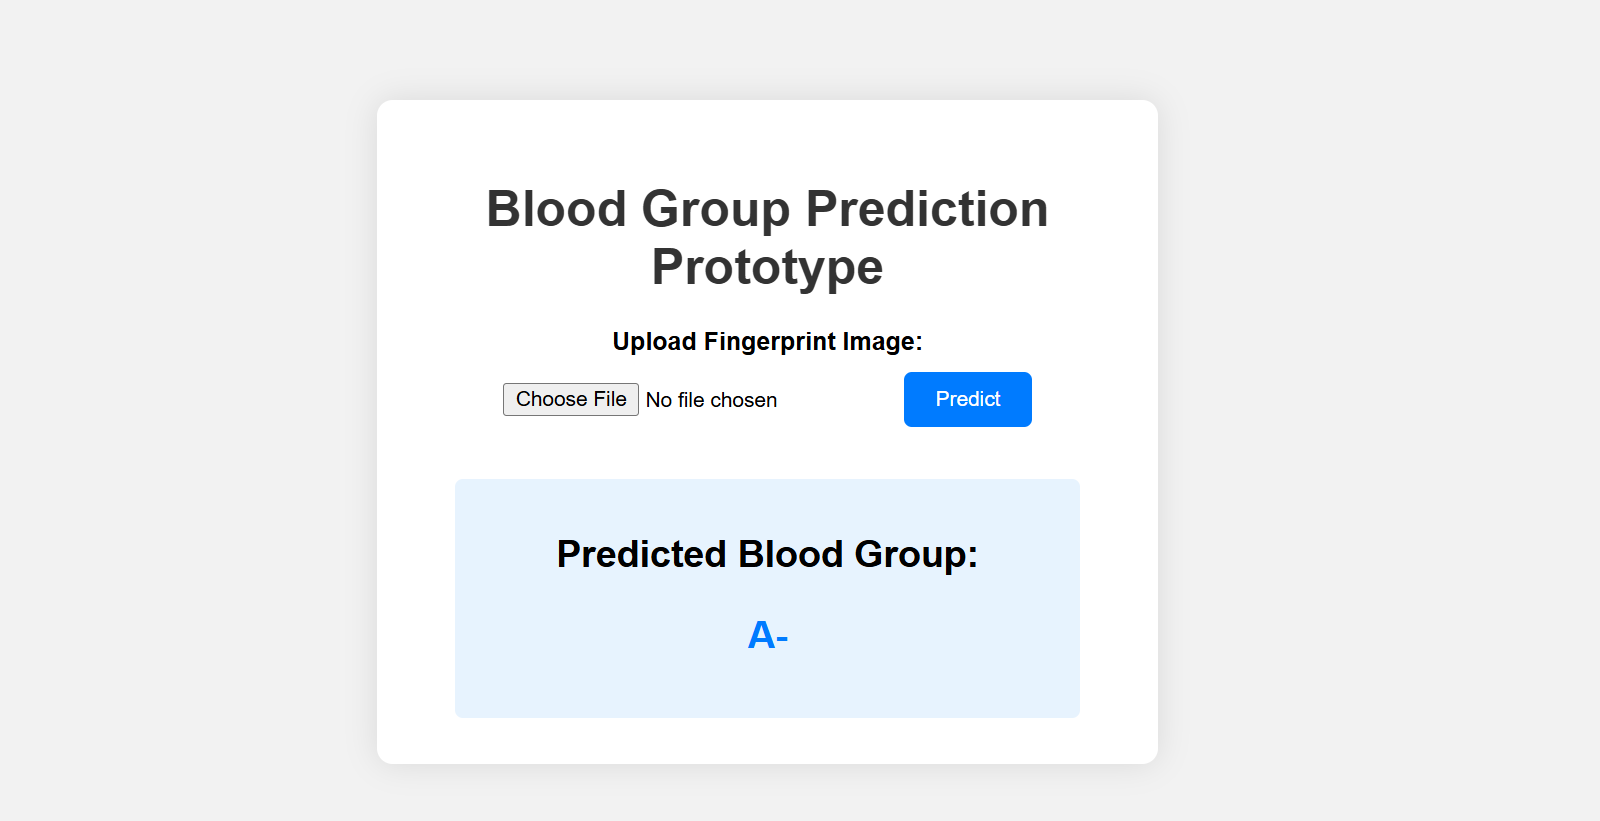 Blood Group Prediction
Prototype
Upload Fingerprint Image:
Choose File No file chosen Predict
Predicted Blood Group:
A-